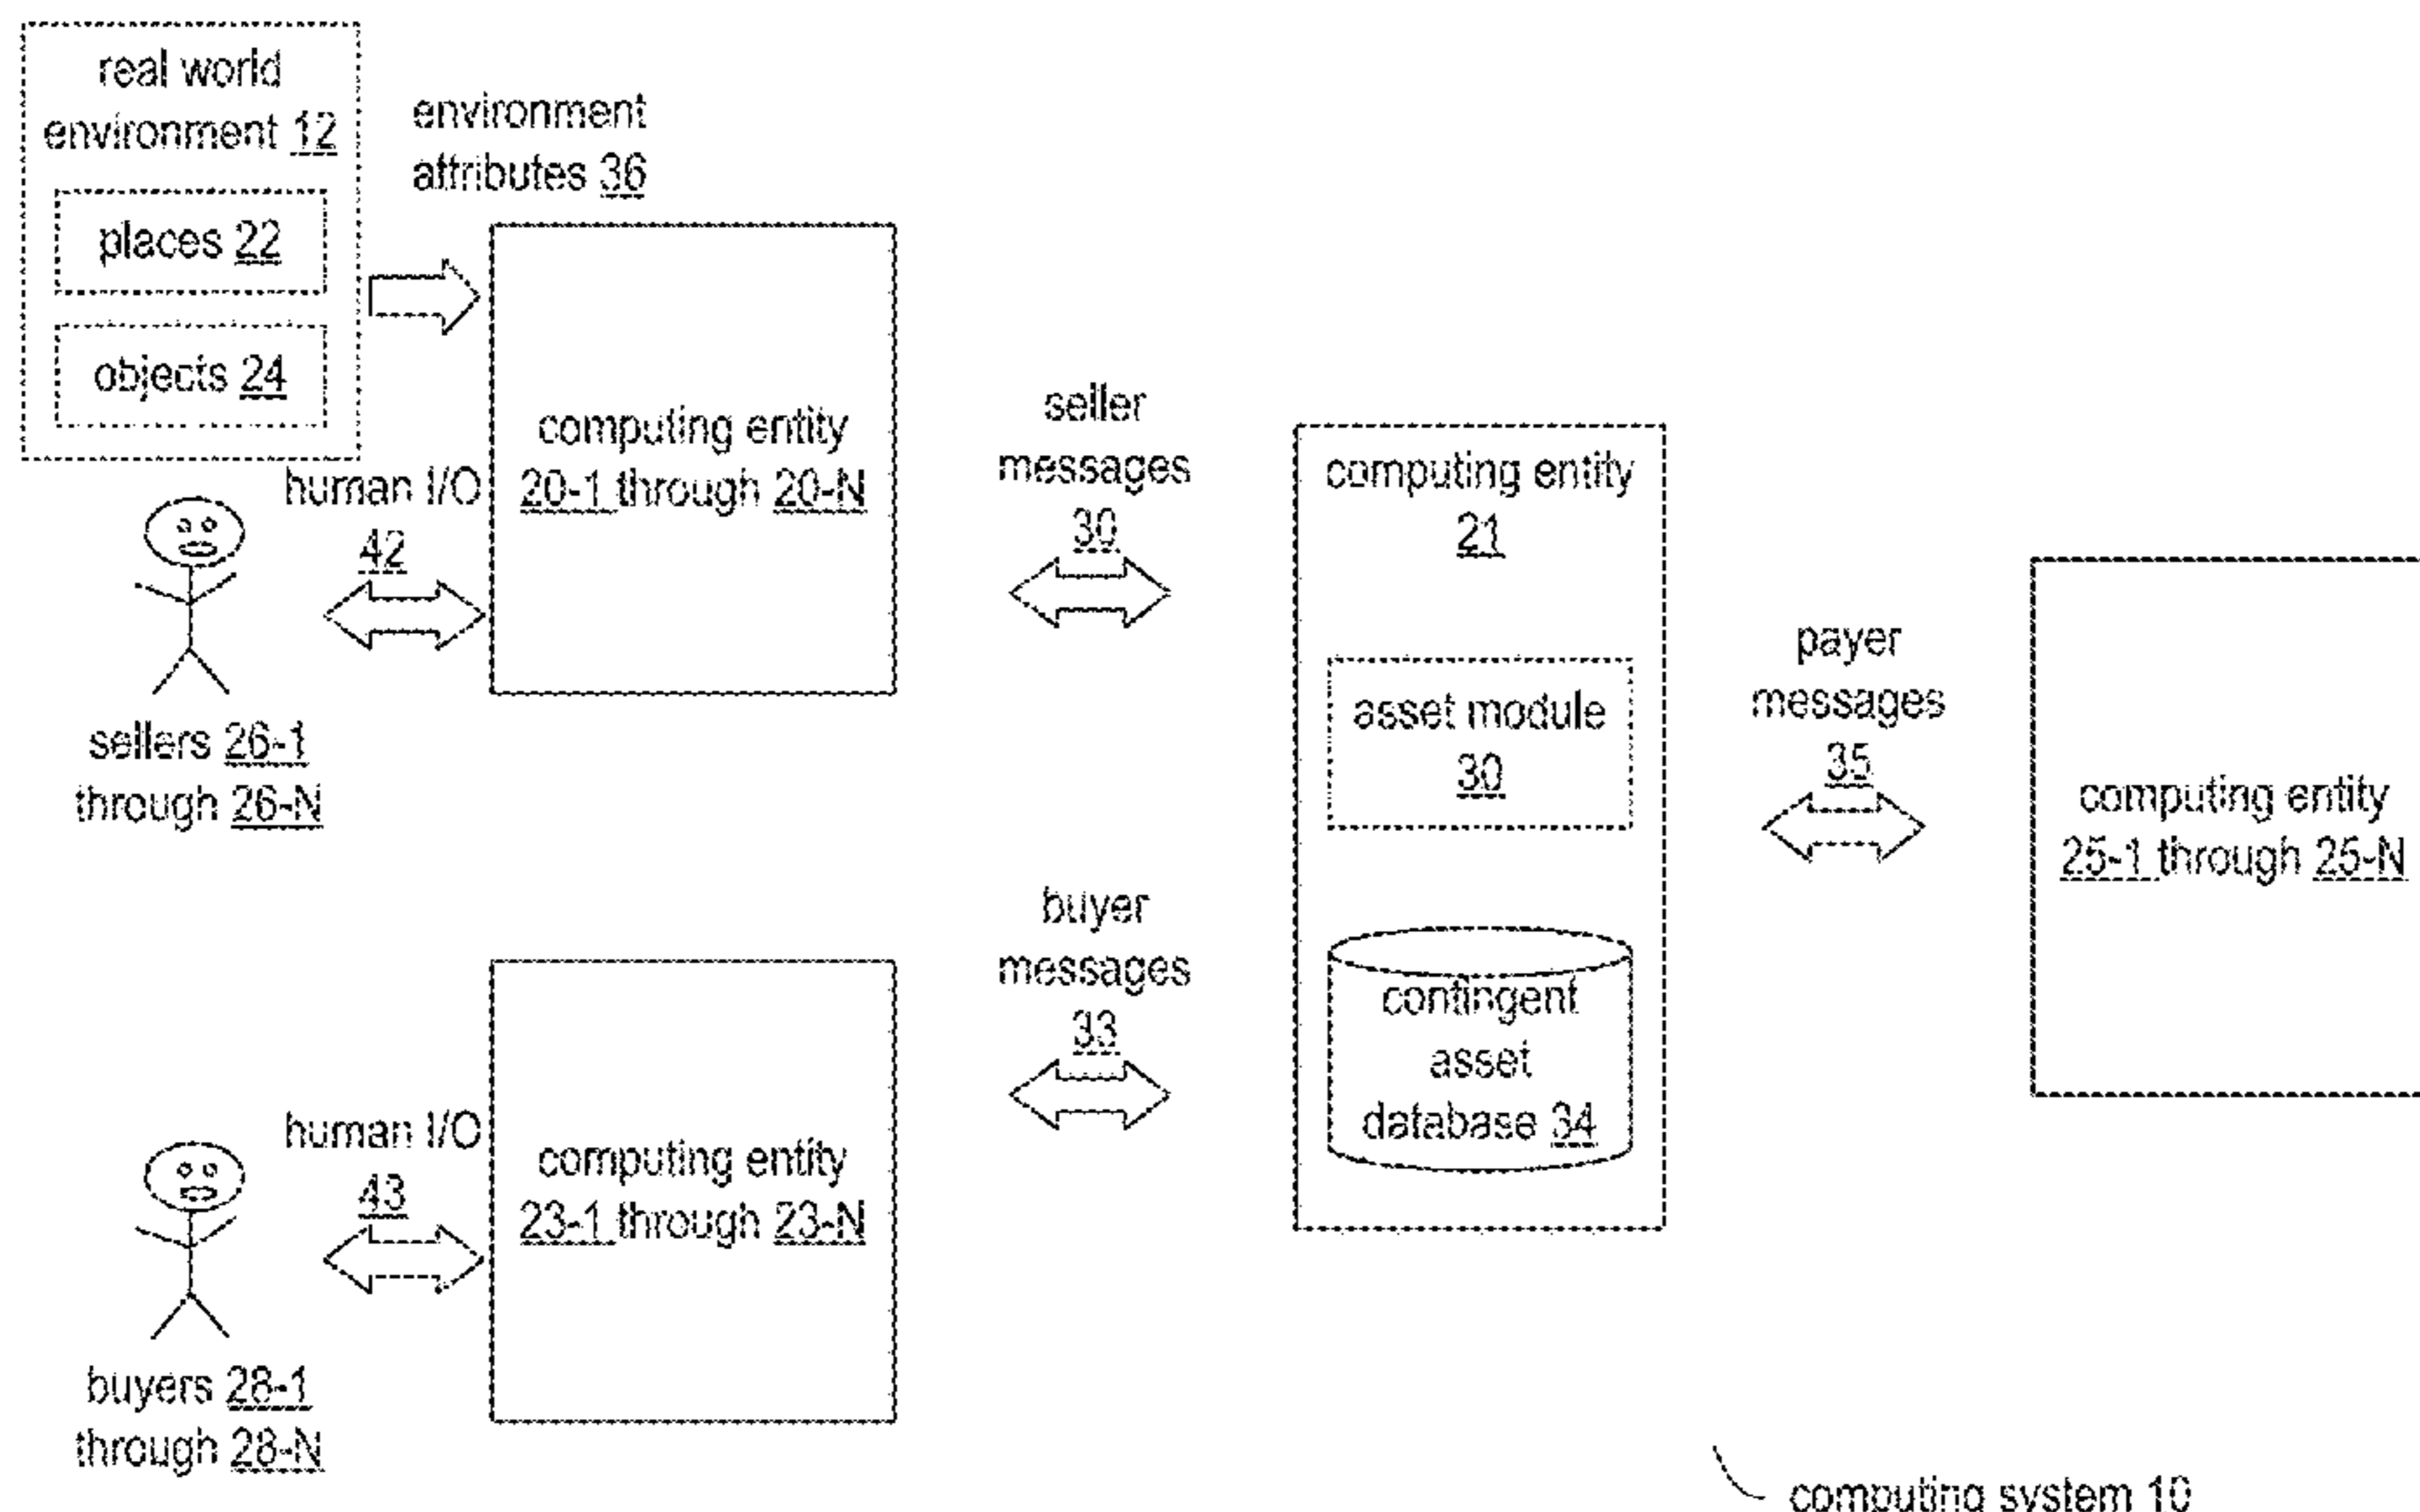 real world
environment 12
places 22
objects 24
environment
attributes 36
human I/O
42
sellers 26-1
through 26-N
computing entity
20-1 through 20-N
seller
messages
30
computing entity
21
asset module
30
contingent
asset
database 34
payer
messages
35
computing entity
25-1 through 25-N
buyer
messages
33
human I/O
43
buyers 28-1
through 28-N
computing entity
23-1 through 23-N
computing system 10